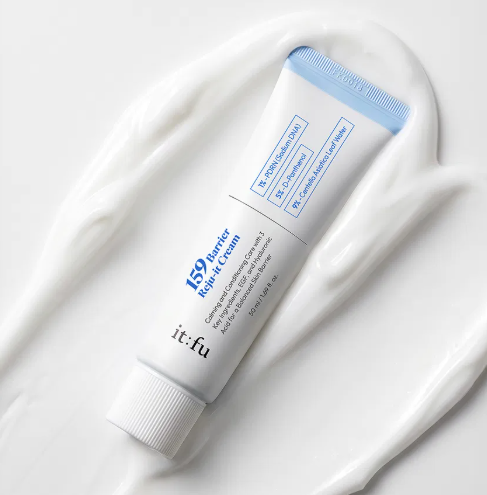 1% - PDRN (Sodium DNA)
5% - D-Panthenol
9% - Centella Asiatica Leaf Water
159 Barrier
Reju-it Cream
Calming and Conditioning Care with 3
Key Ingredients, EGF, and Hyaluronic
Acid for a Balanced Skin Barrier
50 ml / 1.69 fl. oz.
it:fu